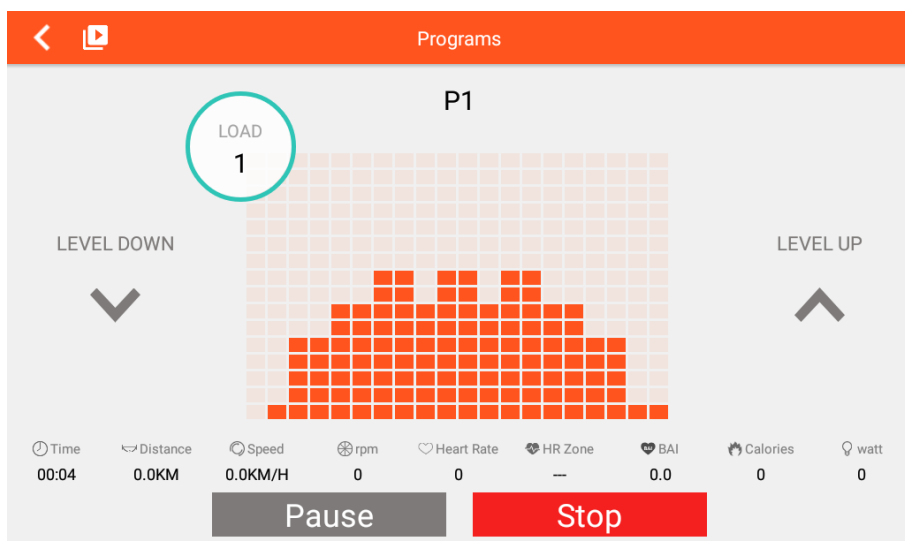 Programs
P1
LOAD
1
LEVEL DOWN
LEVEL UP
Time Distance Speed rpm Heart Rate HR Zone BAI Calories watt
00:04 0.0KM 0.0KM/H 0 0 --- 0.0 0 0
Pause Stop